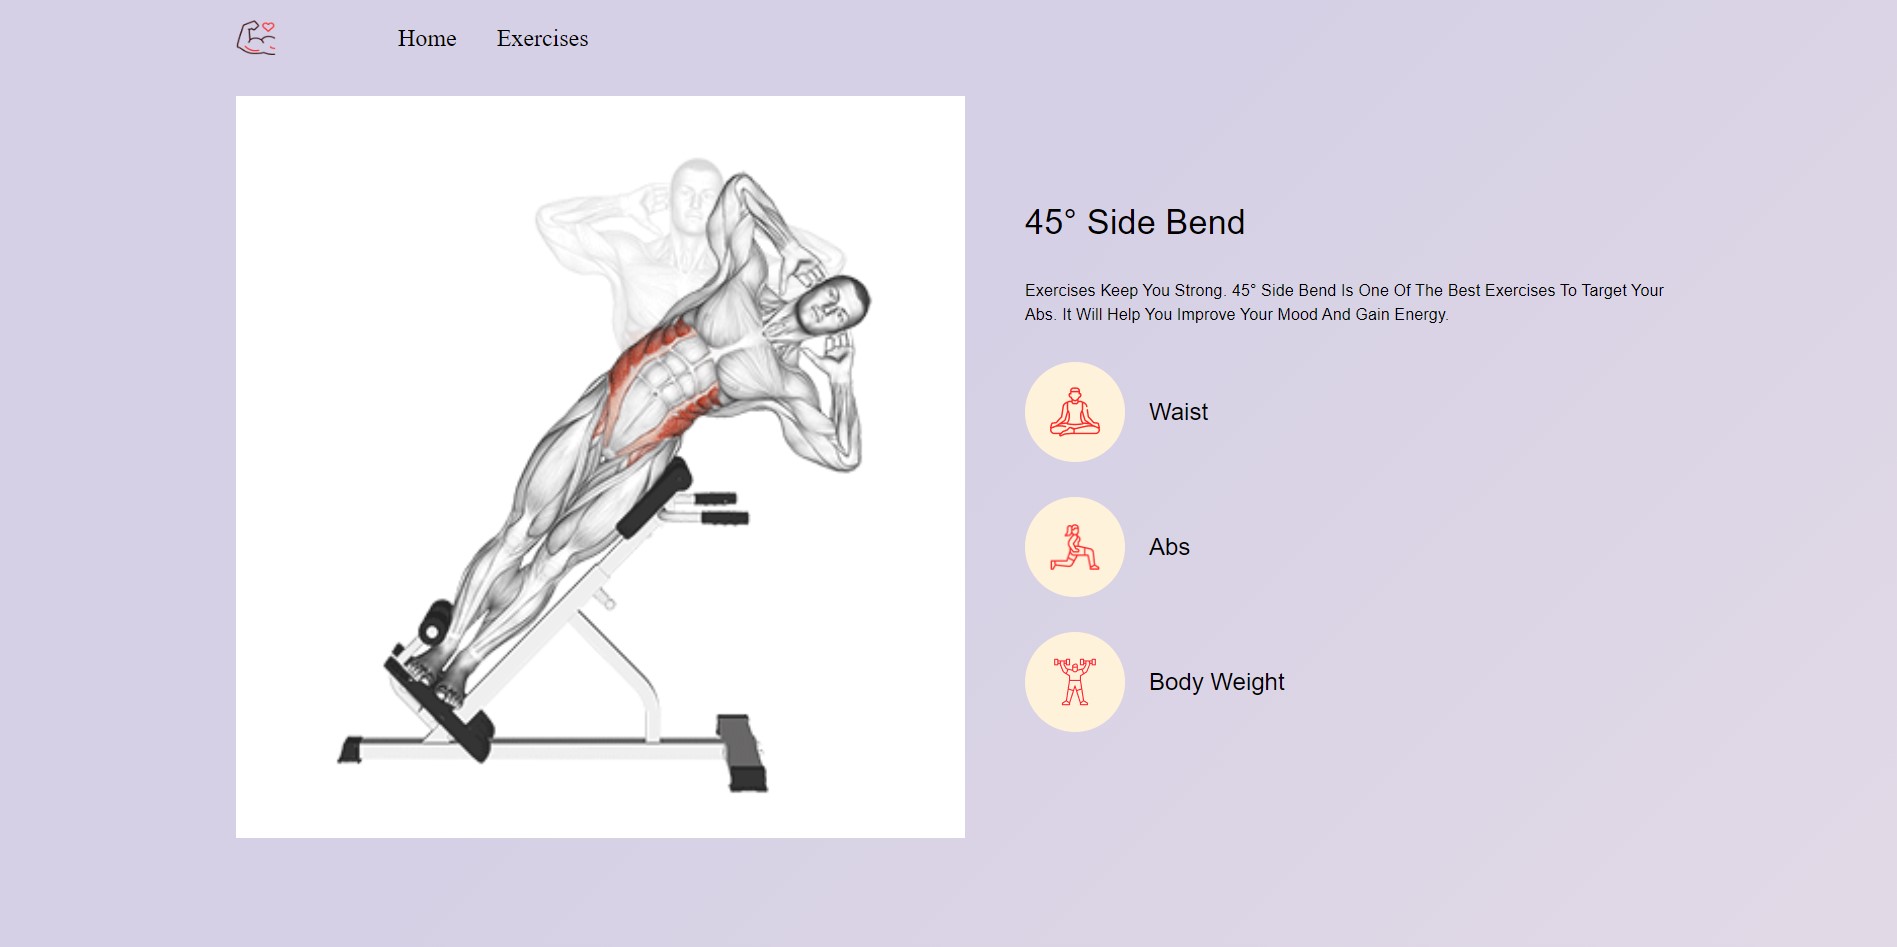 Home
Exercises
45° Side Bend
Exercises Keep You Strong. 45° Side Bend Is One Of The Best Exercises To Target Your
Abs. It Will Help You Improve Your Mood And Gain Energy.
Waist
Abs
Body Weight